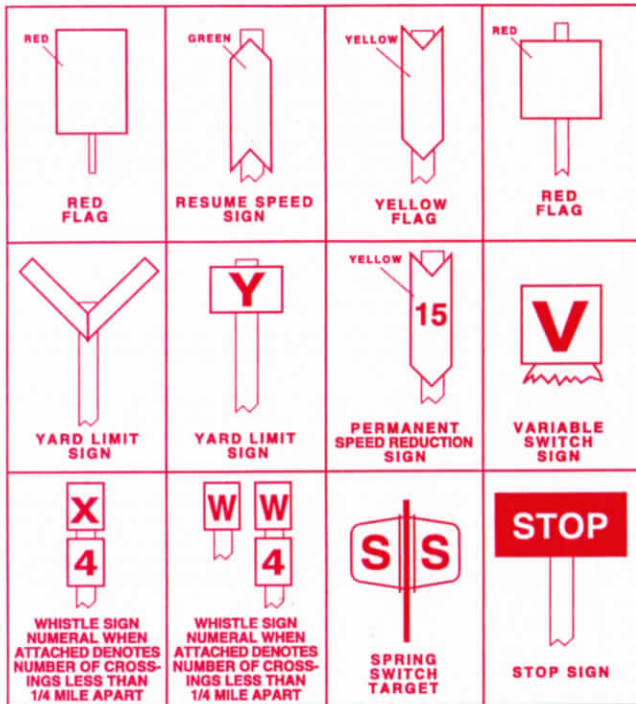 RED
RED
FLAG
GREEN
RESUME SPEED
SIGN
YELLOW
YELLOW
FLAG
RED
RED
FLAG
YARD LIMIT
SIGN
Y
YARD LIMIT
SIGN
YELLOW
15
PERMANENT
SPEED REDUCTION
SIGN
V
VARIABLE
SWITCH
SIGN
X
4
WHISTLE SIGN
NUMERAL WHEN
ATTACHED DENOTES
NUMBER OF CROSS-
INGS LESS THAN
1/4 MILE APART
W W
4
WHISTLE SIGN
NUMERAL WHEN
ATTACHED DENOTES
NUMBER OF CROSS-
INGS LESS THAN
1/4 MILE APART
S S
SPRING
SWITCH
TARGET
STOP
STOP SIGN